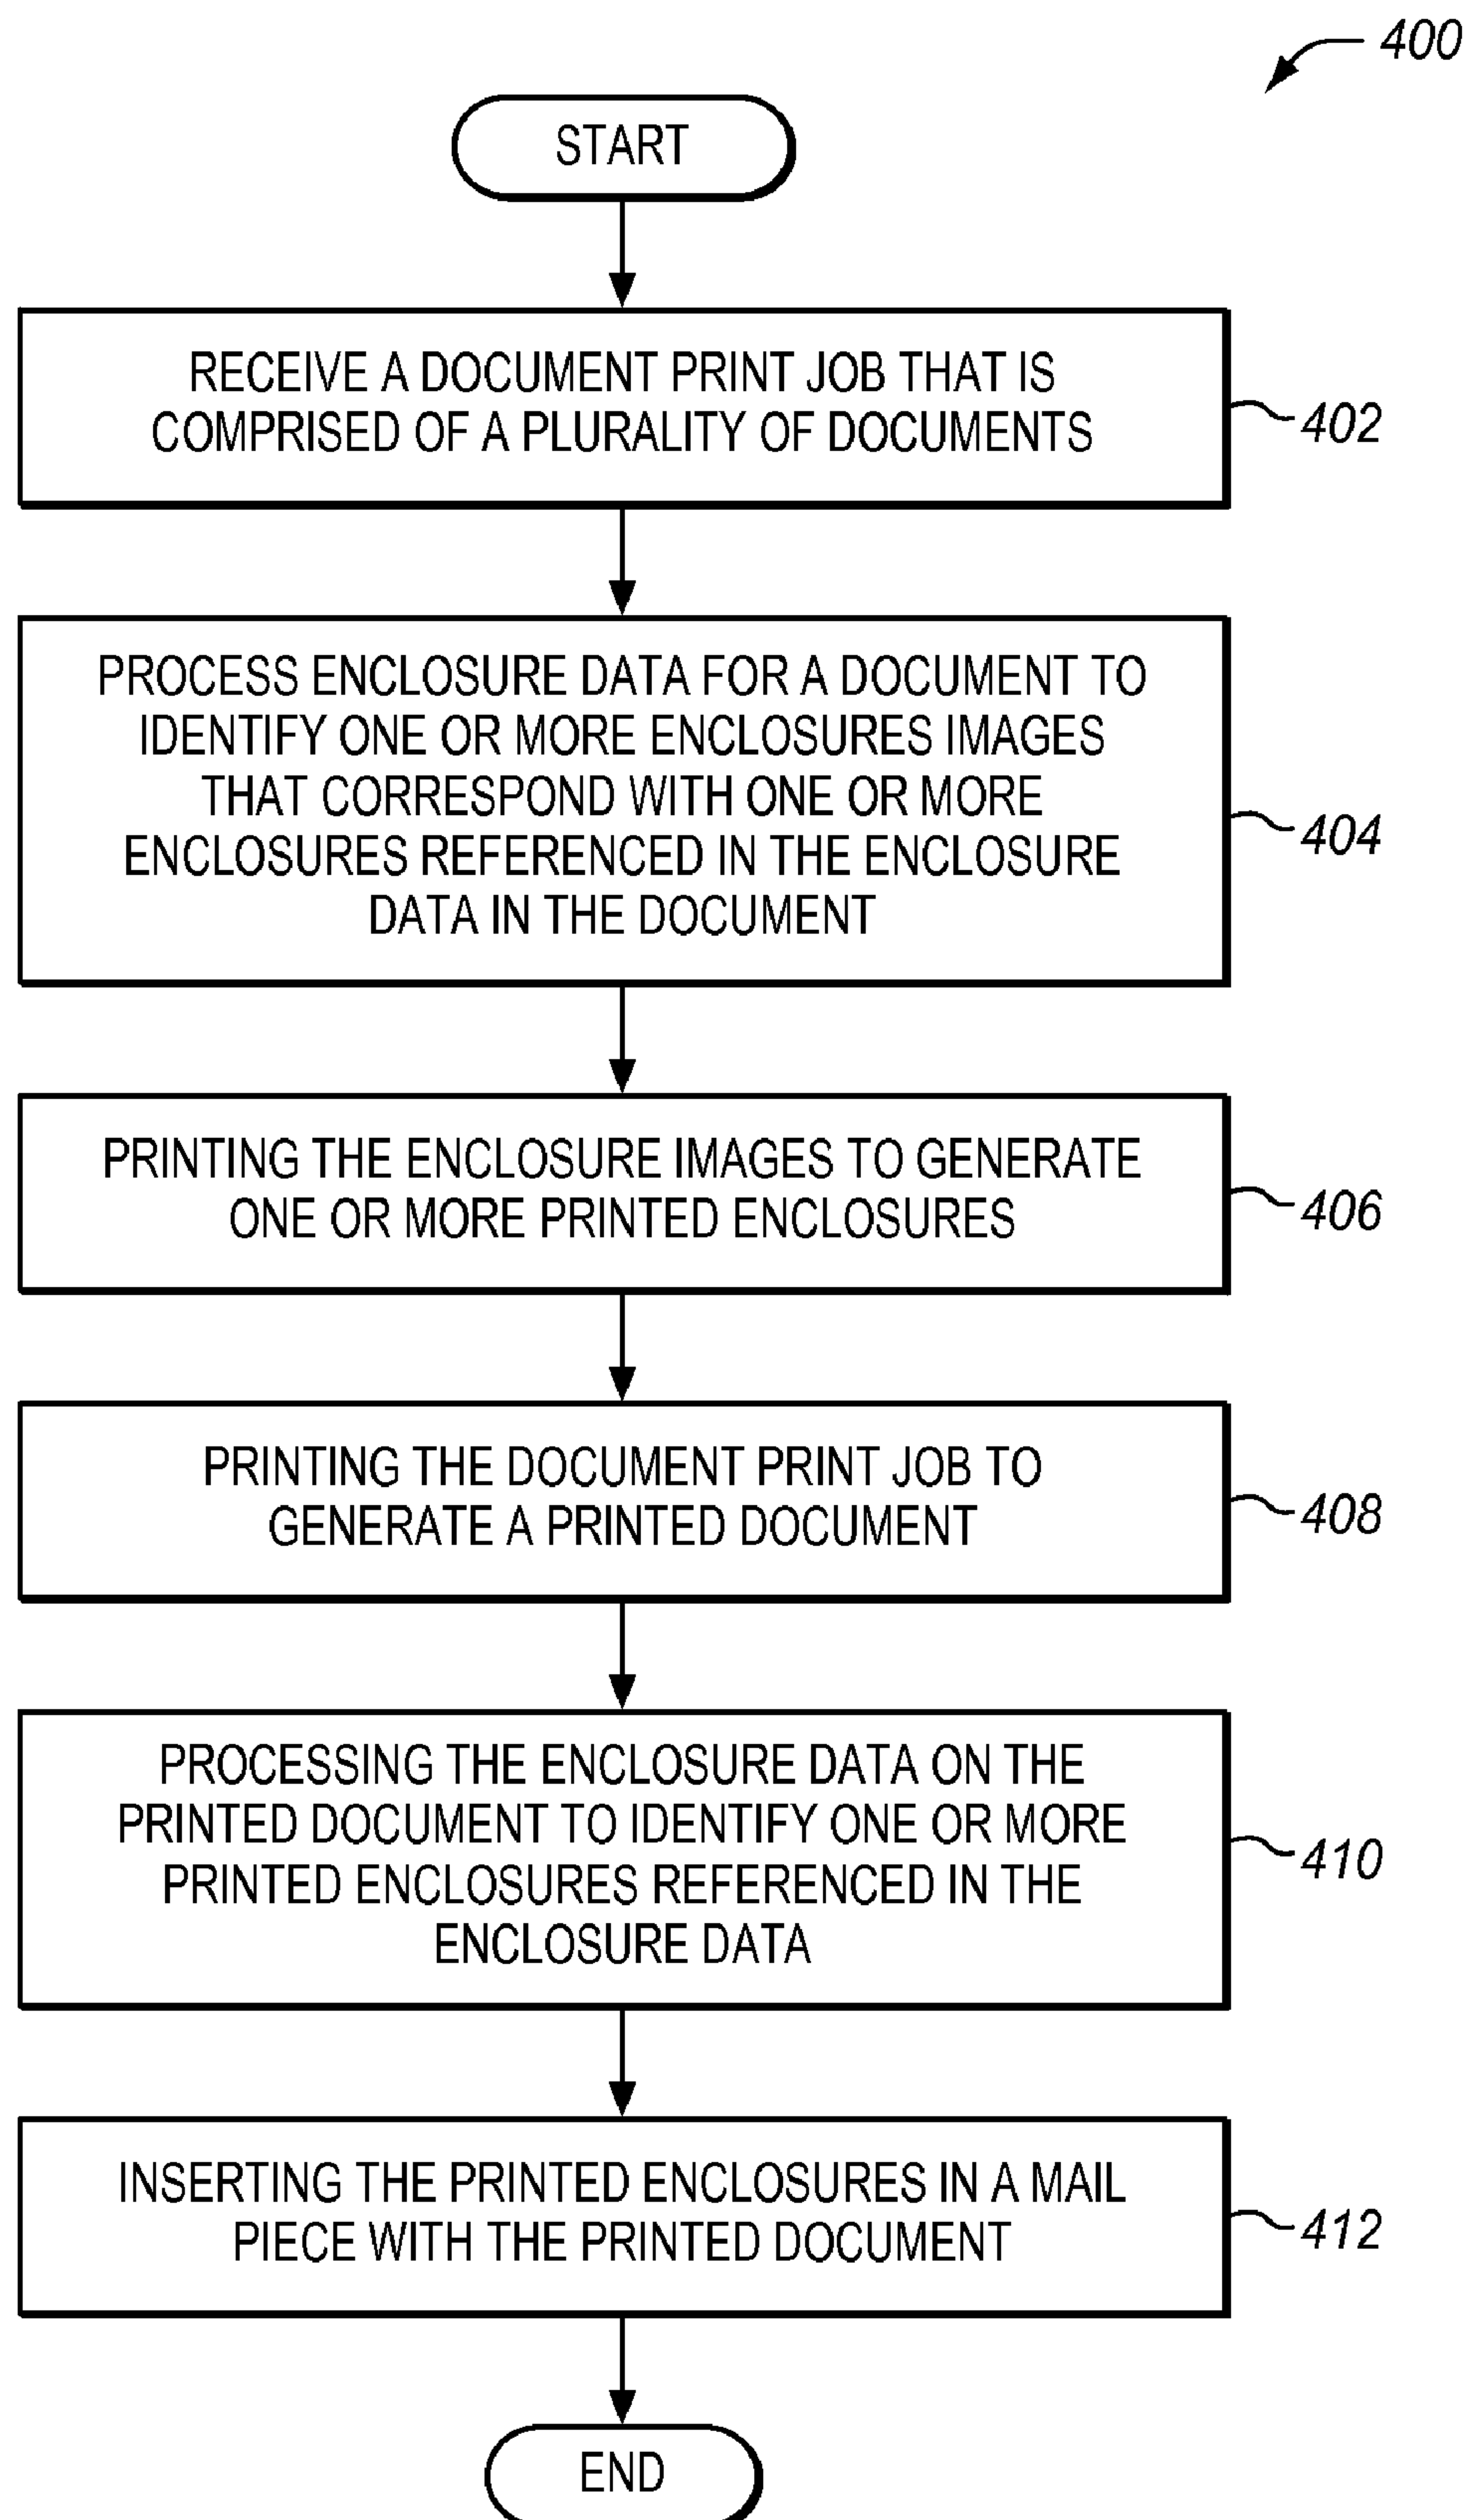 400
START
RECEIVE A DOCUMENT PRINT JOB THAT IS
COMPRISED OF A PLURALITY OF DOCUMENTS
402
PROCESS ENCLOSURE DATA FOR A DOCUMENT TO
IDENTIFY ONE OR MORE ENCLOSURES IMAGES
THAT CORRESPOND WITH ONE OR MORE
ENCLOSURES REFERENCED IN THE ENCLOSURE
DATA IN THE DOCUMENT
404
PRINTING THE ENCLOSURE IMAGES TO GENERATE
ONE OR MORE PRINTED ENCLOSURES
406
PRINTING THE DOCUMENT PRINT JOB TO
GENERATE A PRINTED DOCUMENT
408
PROCESSING THE ENCLOSURE DATA ON THE
PRINTED DOCUMENT TO IDENTIFY ONE OR MORE
PRINTED ENCLOSURES REFERENCED IN THE
ENCLOSURE DATA
410
INSERTING THE PRINTED ENCLOSURES IN A MAIL
PIECE WITH THE PRINTED DOCUMENT
412
END